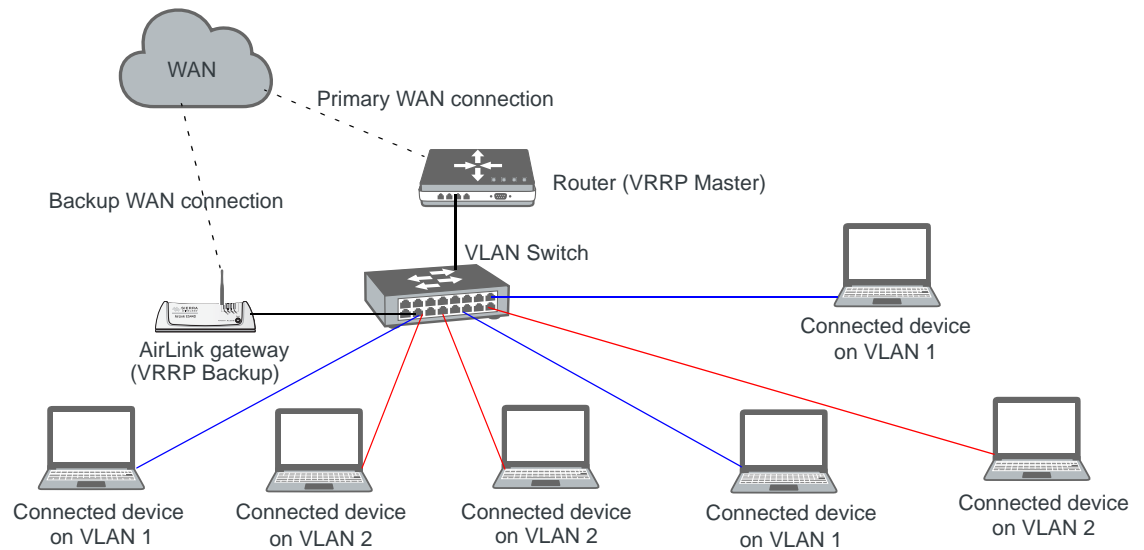 WAN
Primary WAN connection
Router (VRRP Master)
Backup WAN connection
VLAN Switch
AirLink gateway
(VRRP Backup)
Connected device
on VLAN 1
Connected device
on VLAN 1
Connected device
on VLAN 2
Connected device
on VLAN 2
Connected device
on VLAN 1
Connected device
on VLAN 2